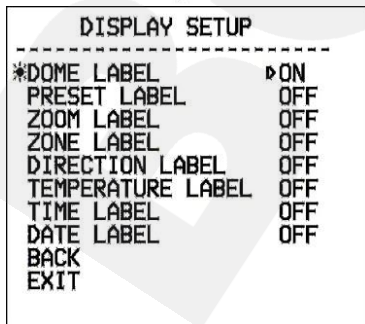 DISPLAY SETUP
DOME LABEL ON
PRESET LABEL OFF
ZOOM LABEL OFF
ZONE LABEL OFF
DIRECTION LABEL OFF
TEMPERATURE LABEL OFF
TIME LABEL OFF
DATE LABEL OFF
BACK
EXIT